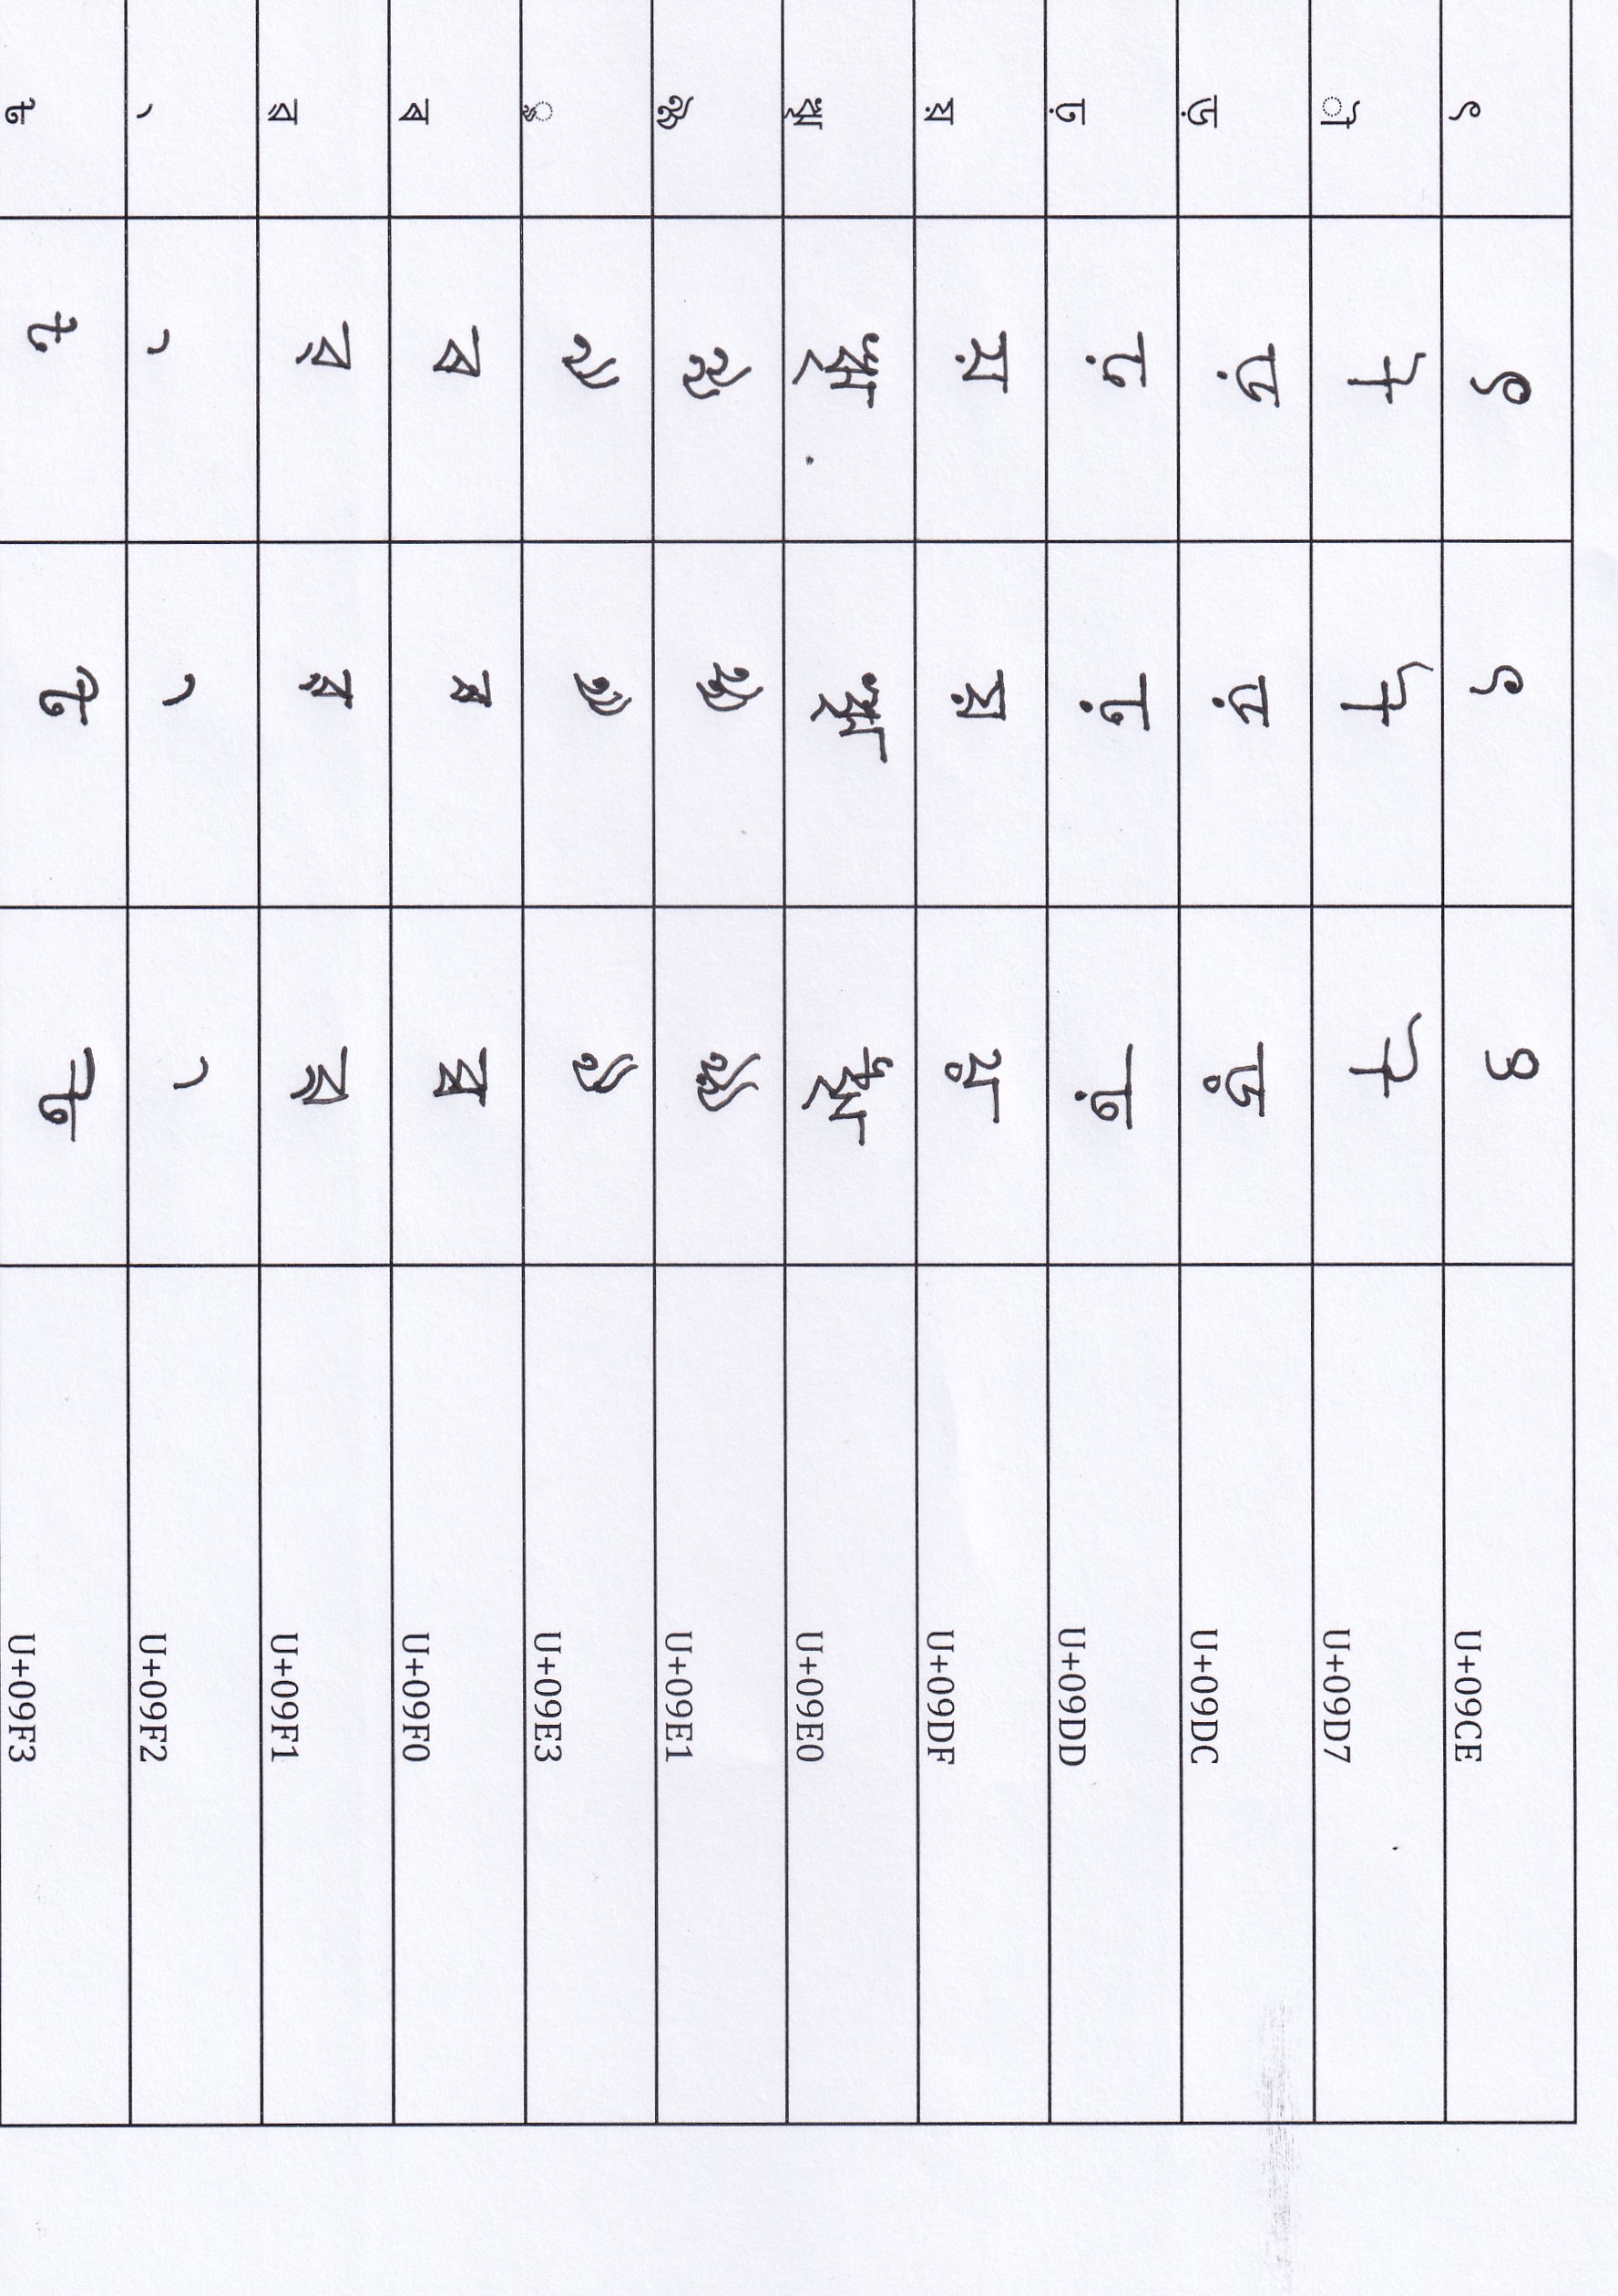 ৎ ৎ ৎ ৎ U+09CE
ৗ ৗ ৗ ৗ U+09D7
ড় ড় ড় ড় U+09DC
ঢ় ঢ় ঢ় ঢ় U+09DD
য় য় য় য় U+09DF
ৠ ৠ ৠ ৠ U+09E0
ৡ ৡ ৡ ৡ U+09E1
ৣ ৣ ৣ ৣ U+09E3
ৰ ৰ ৰ ৰ U+09F0
ৱ ৱ ৱ ৱ U+09F1
৲ ৲ ৲ ৲ U+09F2
৳ ৳ ৳ ৳ U+09F3